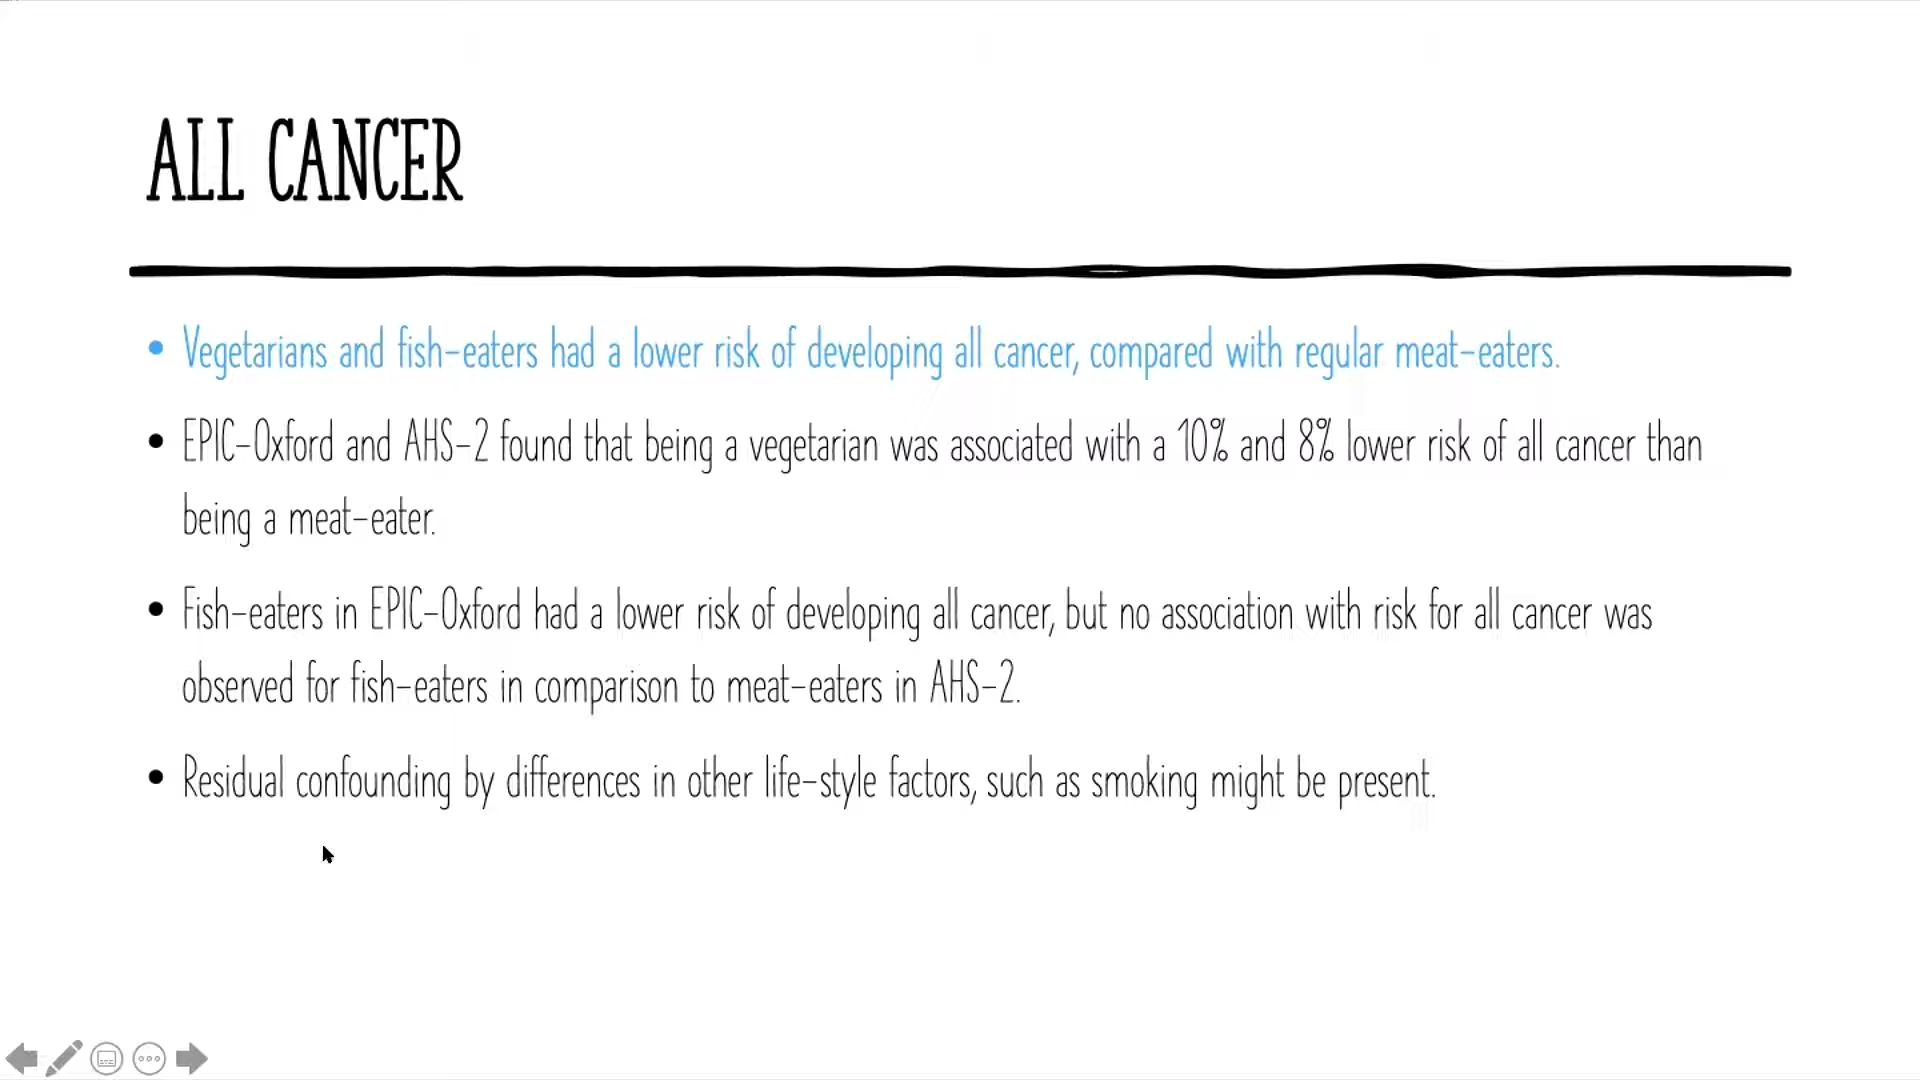 ALL CANCER
• Vegetarians and fish-eaters had a lower risk of developing all cancer, compared with regular meat-eaters.
• EPIC-Oxford and AHS-2 found that being a vegetarian was associated with a 10% and 8% lower risk of all cancer than
being a meat-eater.
• Fish-eaters in EPIC-Oxford had a lower risk of developing all cancer, but no association with risk for all cancer was
observed for fish-eaters in comparison to meat-eaters in AHS-2.
• Residual confounding by differences in other life-style factors, such as smoking might be present.